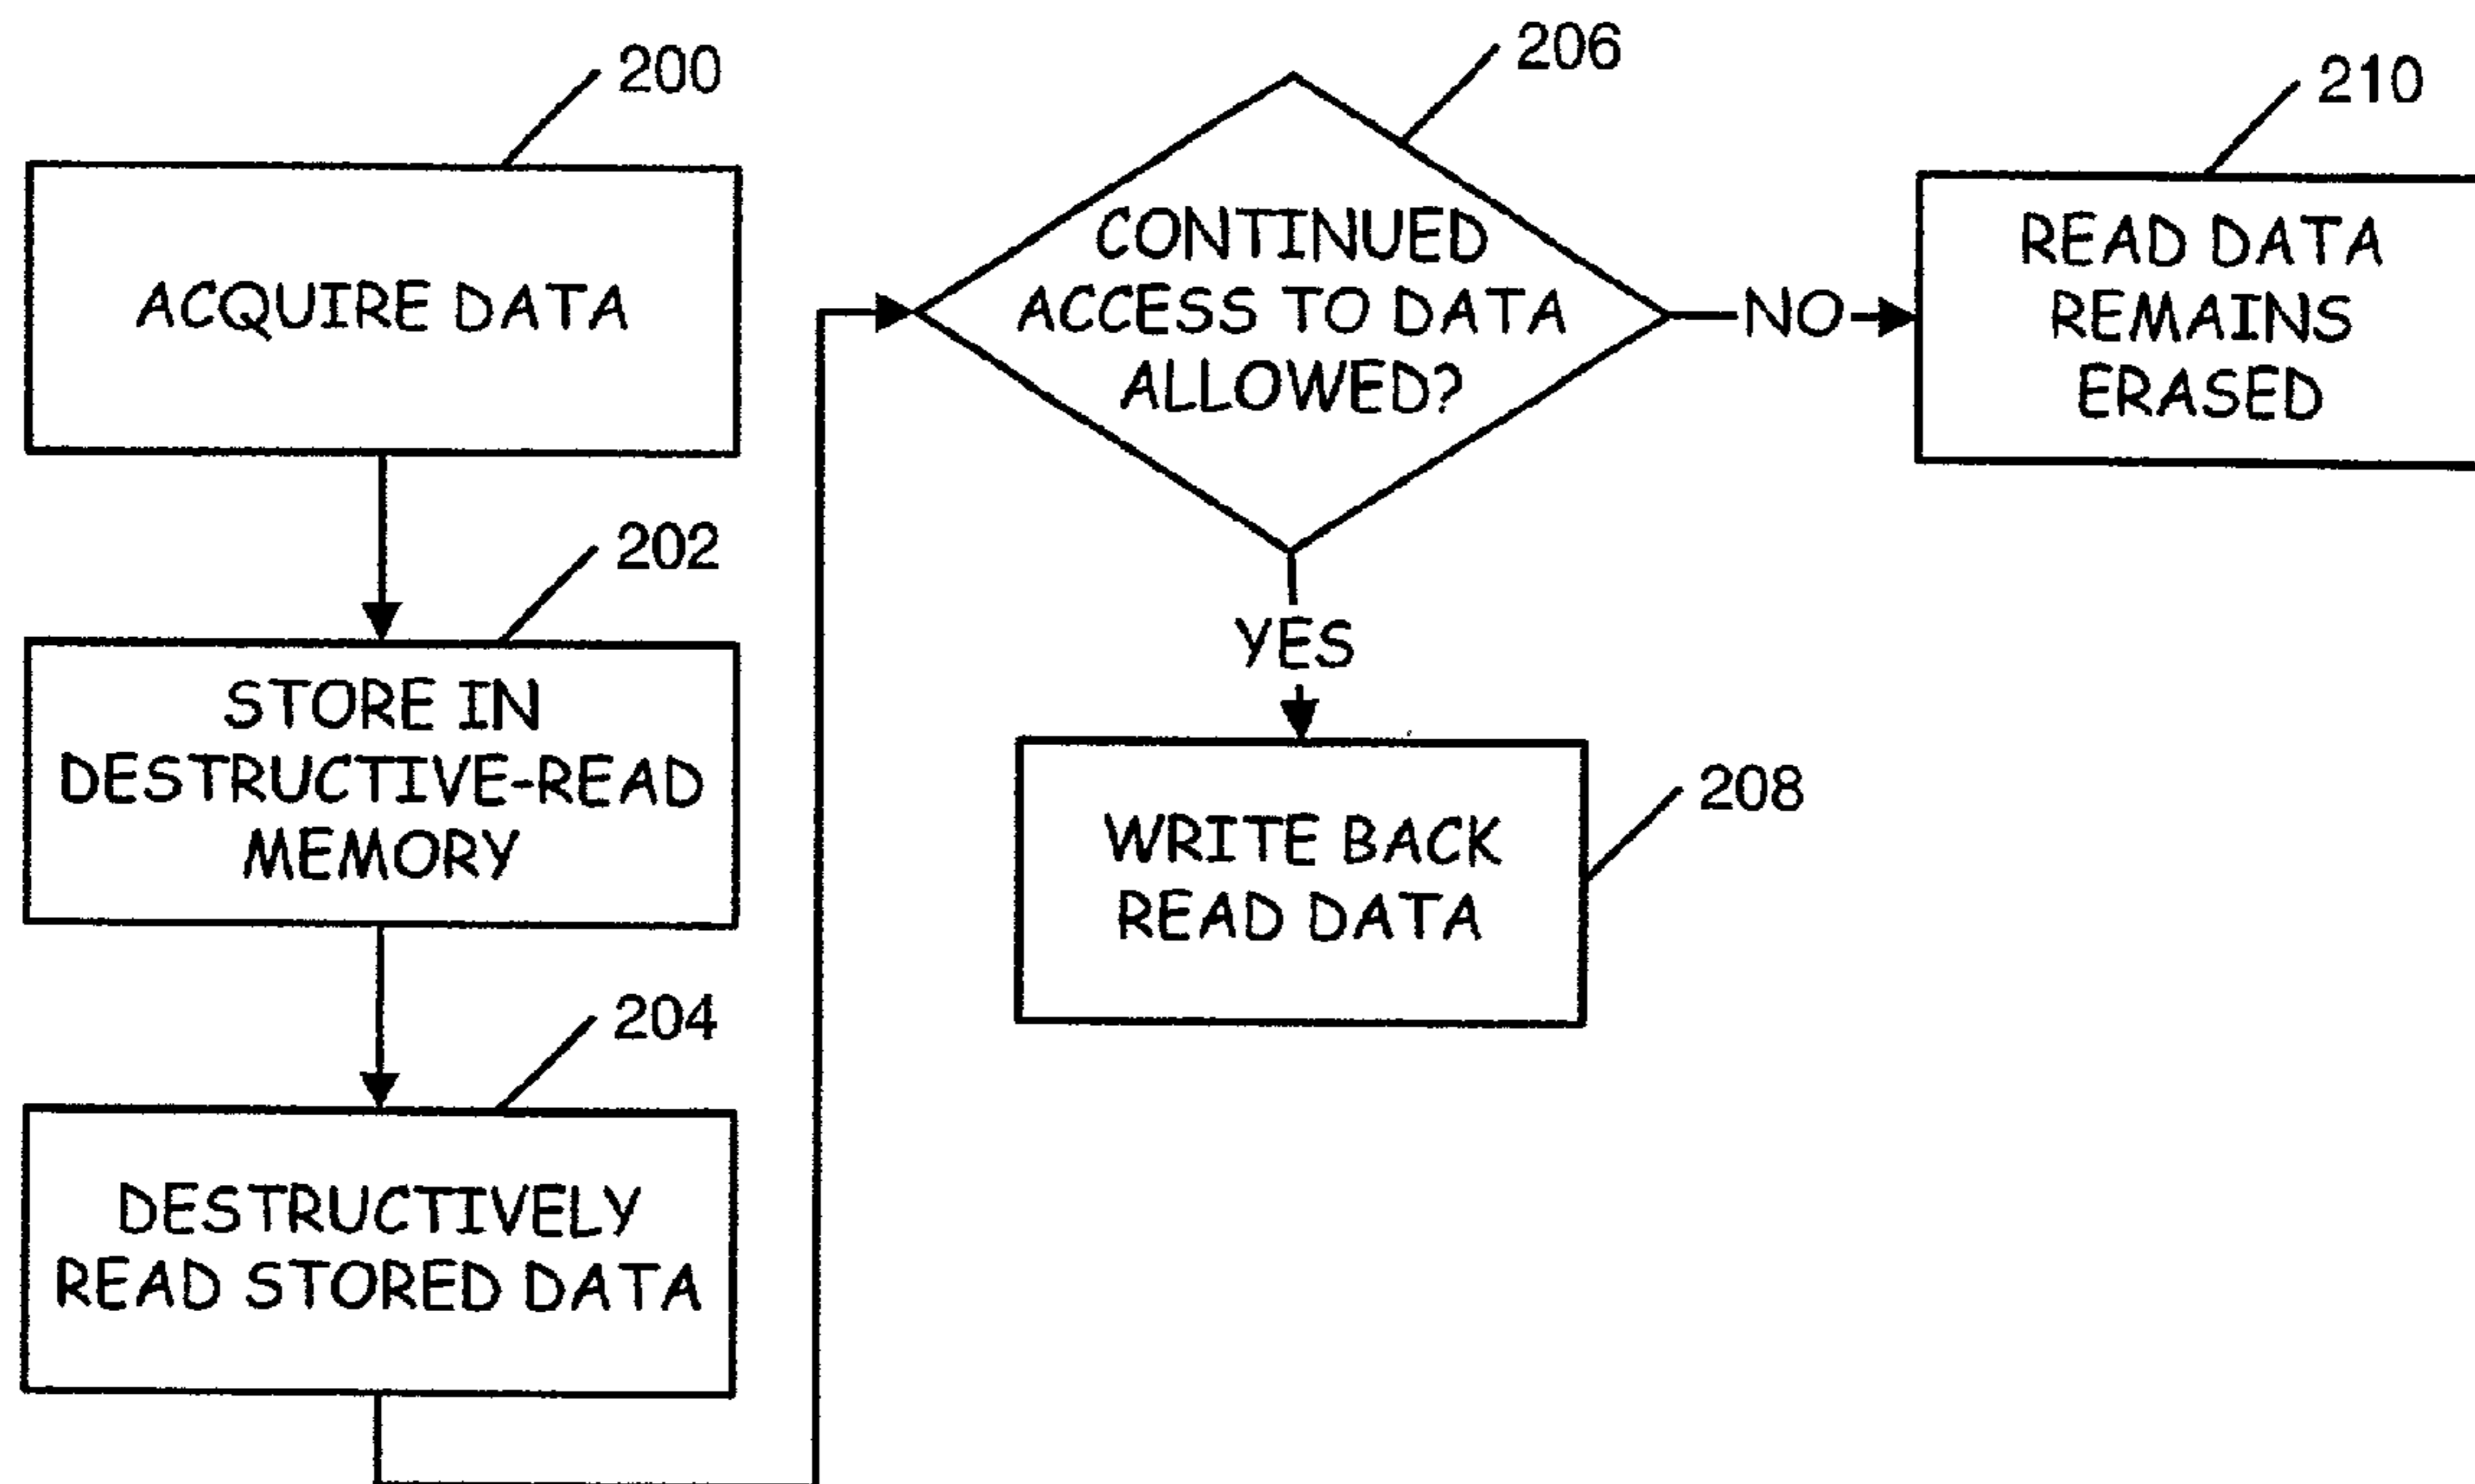 200
ACQUIRE DATA
202
STORE IN
DESTRUCTIVE-READ
MEMORY
204
DESTRUCTIVELY
READ STORED DATA
206
CONTINUED
ACCESS TO DATA
ALLOWED?
NO
YES
208
WRITE BACK
READ DATA
210
READ DATA
REMAINS
ERASED